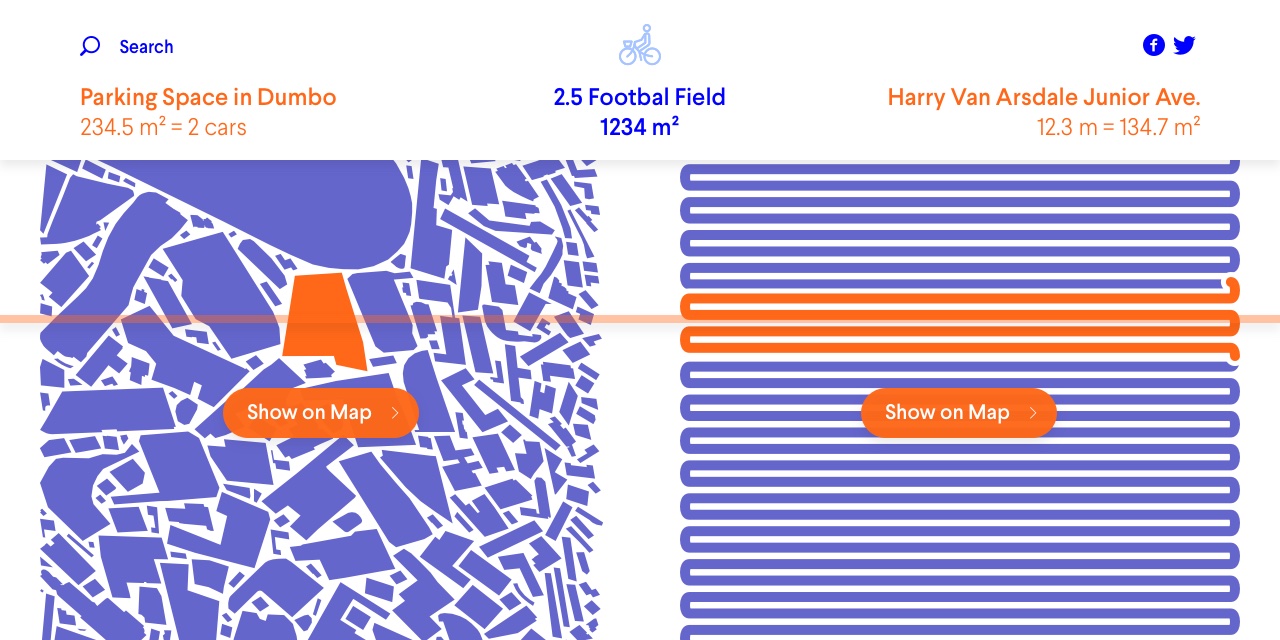 Search
Parking Space in Dumbo
234.5 m² = 2 cars
2.5 Footbal Field
1234 m²
Harry Van Arsdale Junior Ave.
12.3 m = 134.7 m²
Show on Map
Show on Map